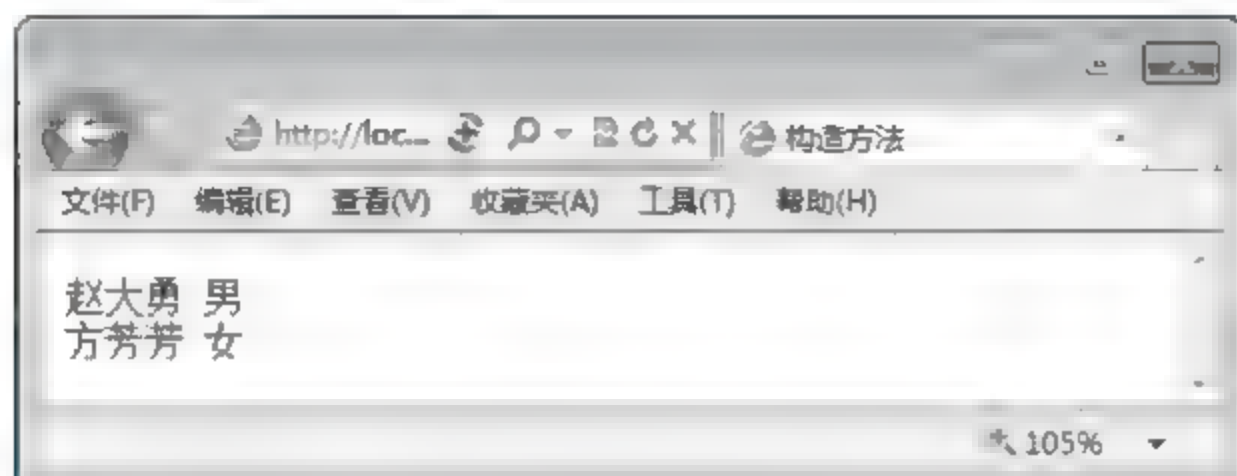 http://loc... 构造方法
文件(F) 编辑(E) 查看(V) 收藏夹(A) 工具(T) 帮助(H)
赵大勇 男
方芳芳 女
105%